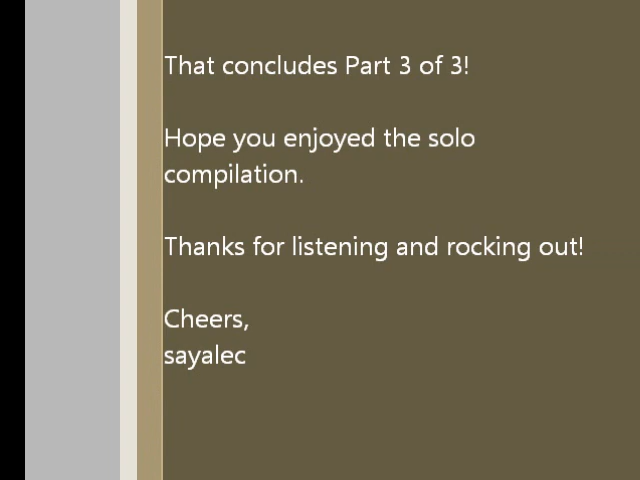 That concludes Part 3 of 3!
Hope you enjoyed the solo
compilation.
Thanks for listening and rocking out!
Cheers,
sayalec